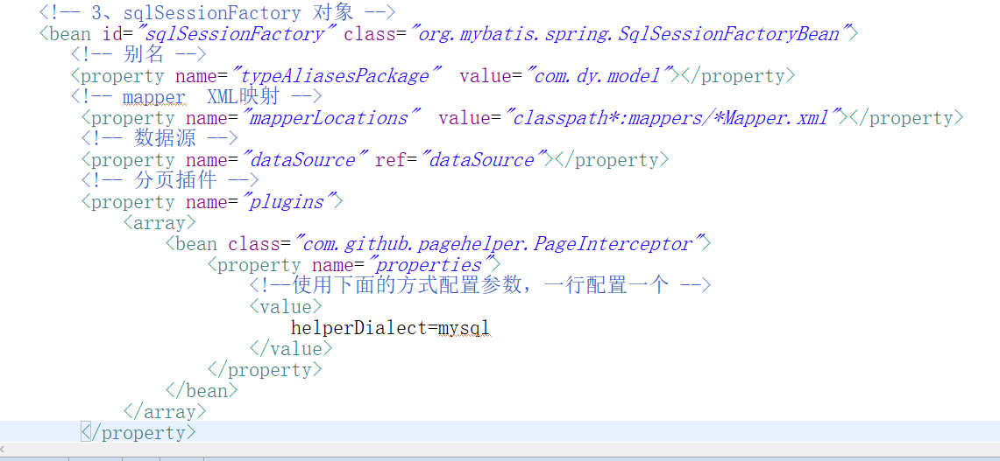 <!-- 3、sqlSessionFactory 对象 -->
<bean id="sqlSessionFactory" class="org.mybatis.spring.SqlSessionFactoryBean">
<!-- 别名 -->
<property name="typeAliasesPackage"  value="com.dy.model"></property>
<!-- mapper  XML映射 -->
<property name="mapperLocations"  value="classpath*:mappers/*Mapper.xml"></property>
<!-- 数据源 -->
<property name="dataSource" ref="dataSource"></property>
<!-- 分页插件 -->
<property name="plugins">
<array>
<bean class="com.github.pagehelper.PageInterceptor">
<property name="properties">
<!--使用下面的方式配置参数，一行配置一个 -->
<value>
helperDialect=mysql
</value>
</property>
</bean>
</array>
</property>